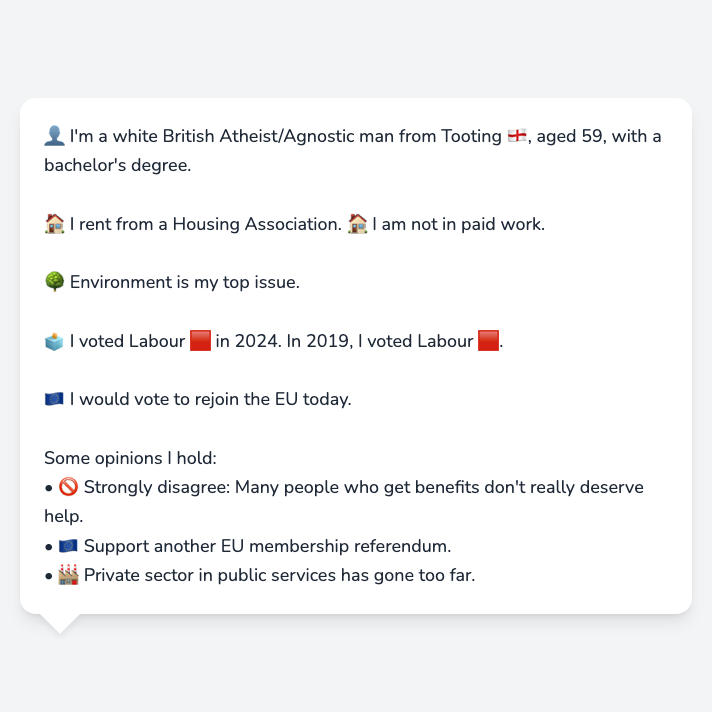 👤 I'm a white British Atheist/Agnostic man from Tooting 🏴󠁧󠁢󠁥󠁮󠁧󠁿, aged 59, with a
bachelor's degree.
🏠 I rent from a Housing Association. 🏠 I am not in paid work.
🌳 Environment is my top issue.
🗳️ I voted Labour 🟥 in 2024. In 2019, I voted Labour 🟥.
🇪🇺 I would vote to rejoin the EU today.
Some opinions I hold:
• 🚫 Strongly disagree: Many people who get benefits don't really deserve
help.
• 🇪🇺 Support another EU membership referendum.
• 🏭 Private sector in public services has gone too far.